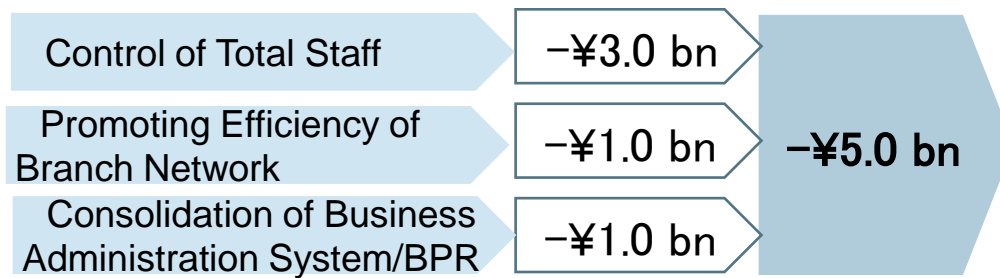 Control of Total Staff
−¥3.0 bn
Promoting Efficiency of
Branch Network
−¥1.0 bn
Consolidation of Business
Administration System/BPR
−¥1.0 bn
−¥5.0 bn